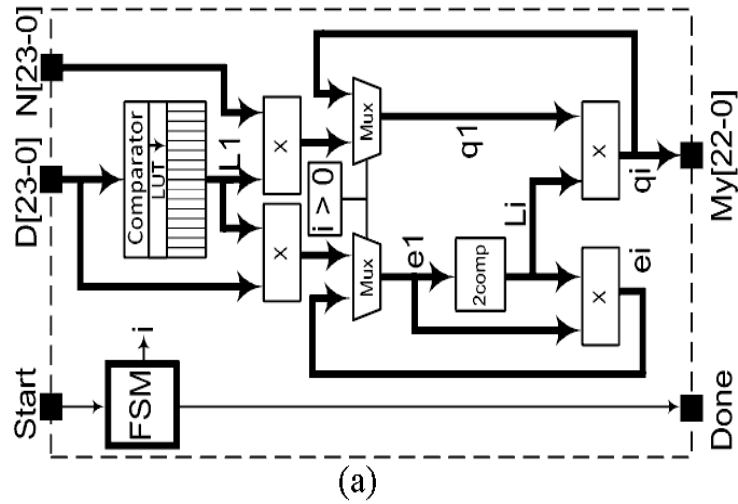 N[23-0]
D[23-0]
Start
Comparator
LUT
L1
x
x
i > 0
Mux
Mux
q1
e1
2comp
Li
x
x
qi
ei
FSM
i
My[22-0]
Done
(a)